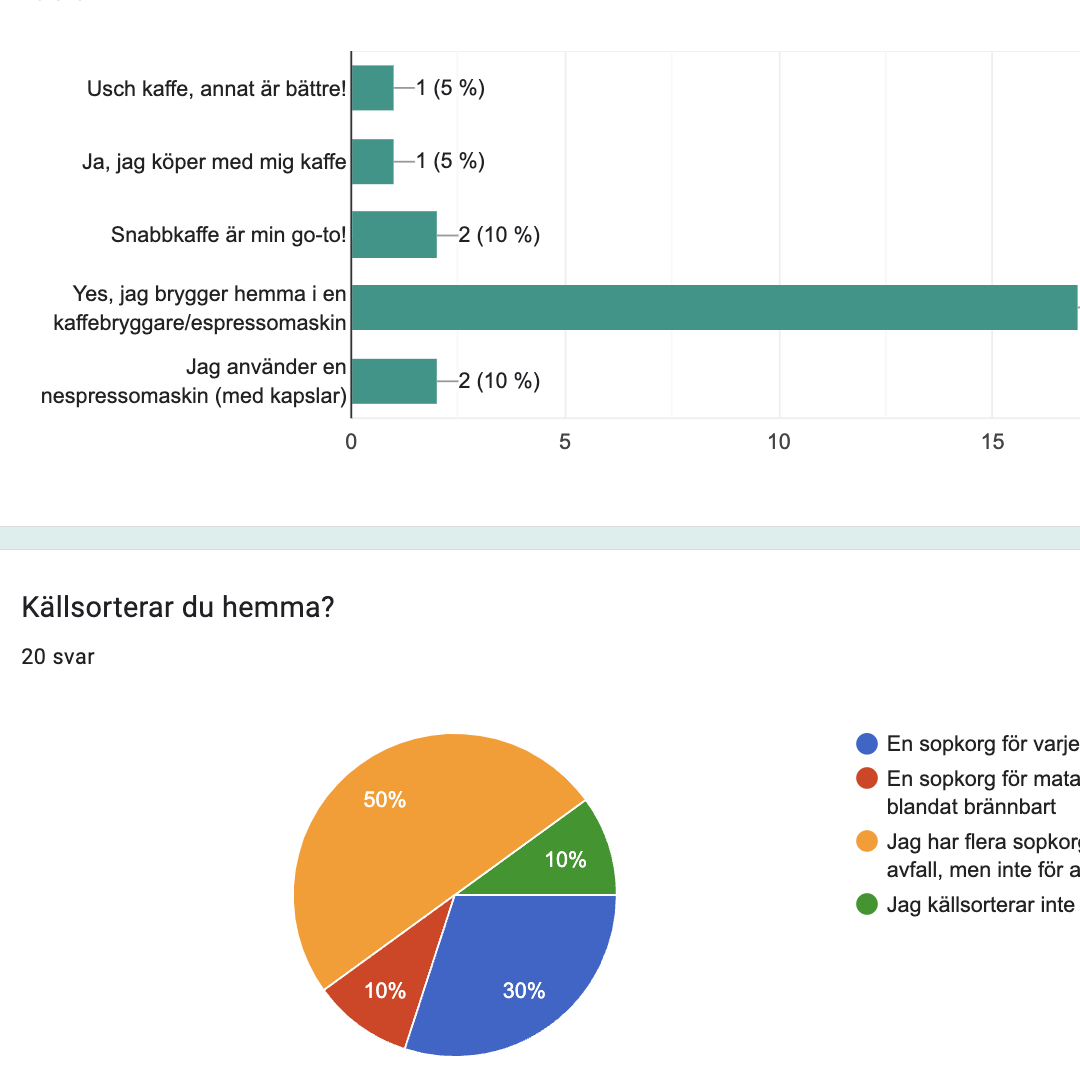 Usch kaffe, annat är bättre!
1 (5 %)
Ja, jag köper med mig kaffe
1 (5 %)
Snabbkaffe är min go-to!
2 (10 %)
Yes, jag brygger hemma i en
kaffebryggare/espressomaskin
Jag använder en
nespressomaskin (med kapslar)
2 (10 %)
0
5
10
15
Källsorterar du hemma?
20 svar
50%
10%
10%
30%
En sopkorg för varje
En sopkorg för mata
blandat brännbart
Jag har flera sopkorg
avfall, men inte för a
Jag källsorterar inte